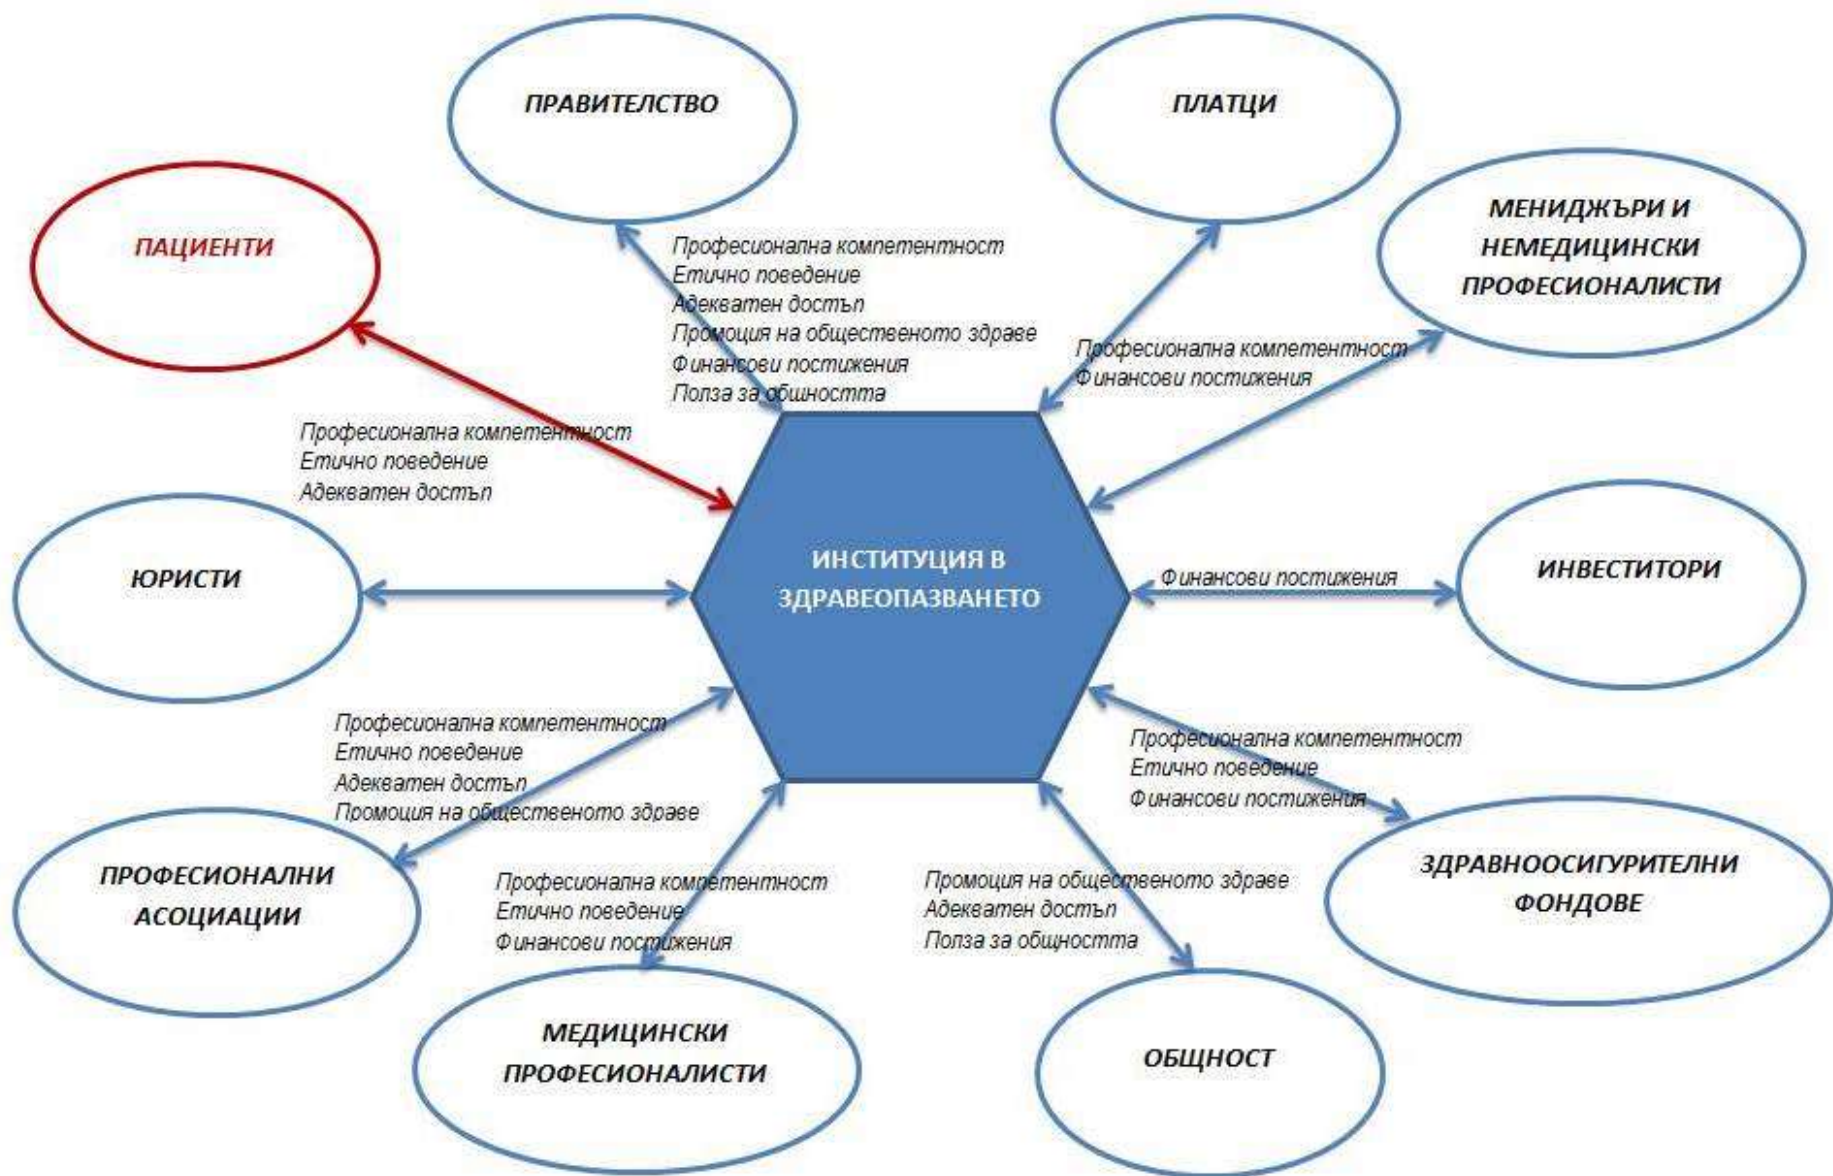 ПРАВИТЕЛСТВО
ПЛАТЦИ
ПАЦИЕНТИ
МЕНИДЖЪРИ И
НЕМЕДИЦИНСКИ
ПРОФЕСИОНАЛИСТИ
Професионална компетентност
Етично поведение
Адекватен достъп
Промоция на общественото здраве
Финансови постижения
Полза за общността
Професионална компетентност
Финансови постижения
Професионална компетентност
Етично поведение
Адекватен достъп
ИНСТИТУЦИЯ В
ЗДРАВЕОПАЗВАНЕТО
ЮРИСТИ
Финансови постижения
ИНВЕСТИТОРИ
Професионална компетентност
Етично поведение
Адекватен достъп
Промоция на общественото здраве
Професионална компетентност
Етично поведение
Финансови постижения
ПРОФЕСИОНАЛНИ
АСОЦИАЦИИ
Професионална компетентност
Етично поведение
Финансови постижения
Промоция на общественото здраве
Адекватен достъп
Полза за общността
ЗДРАВНООСИГУРИТЕЛНИ
ФОНДОВЕ
МЕДИЦИНСКИ
ПРОФЕСИОНАЛИСТИ
ОБЩНОСТ